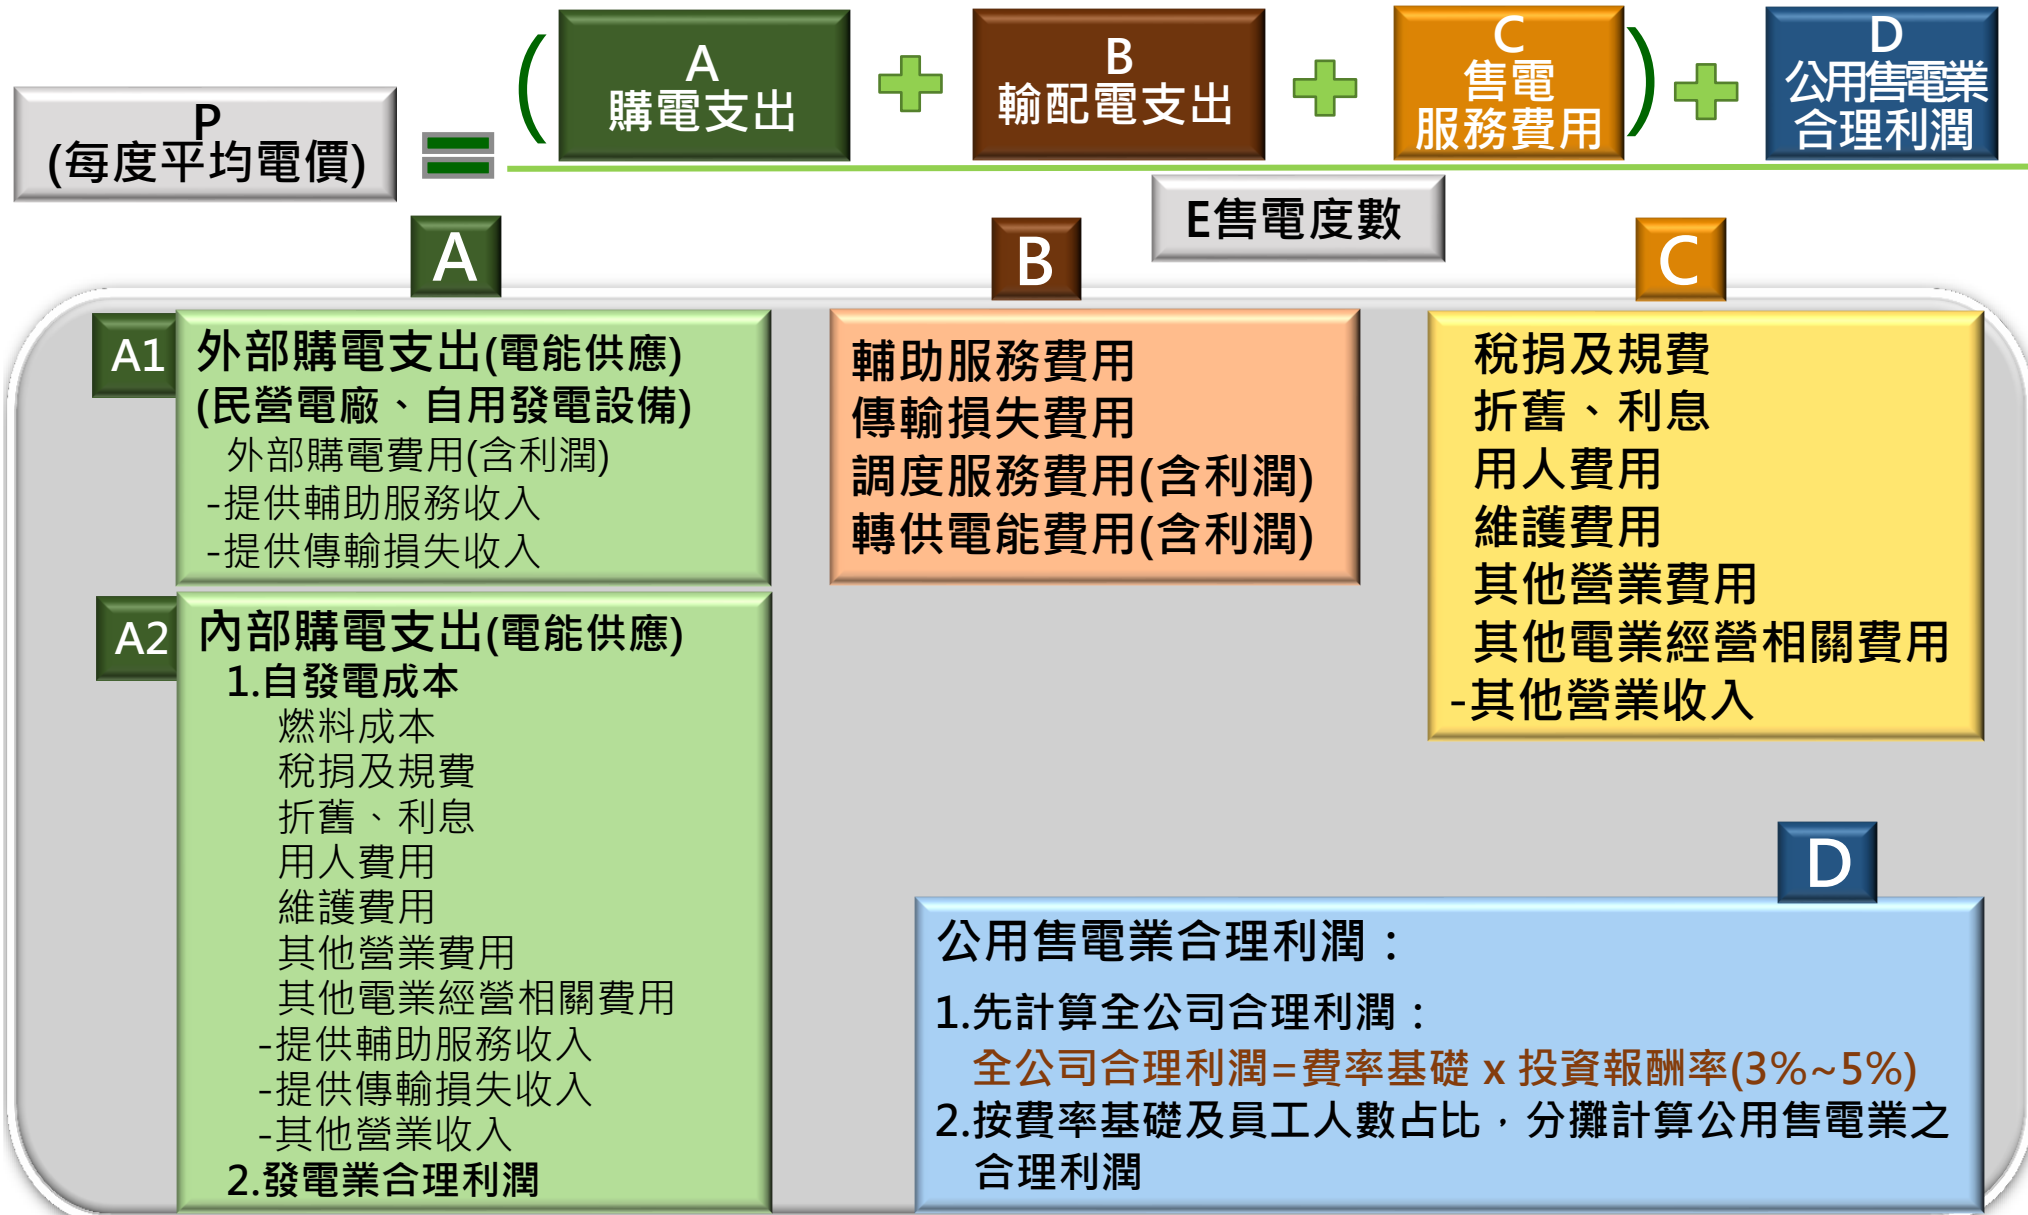 P
(每度平均電價)
=
(
A
購電支出
+
B
輸配電支出
+
C
售電
服務費用
)
+
D
公用售電業
合理利潤
E售電度數
A
A1
外部購電支出(電能供應)
(民營電廠、自用發電設備)
外部購電費用(含利潤)
-提供輔助服務收入
-提供傳輸損失收入
A2
內部購電支出(電能供應)
1.自發電成本
燃料成本
稅捐及規費
折舊、利息
用人費用
維護費用
其他營業費用
其他電業經營相關費用
-提供輔助服務收入
-提供傳輸損失收入
-其他營業收入
2.發電業合理利潤
B
輔助服務費用
傳輸損失費用
調度服務費用(含利潤)
轉供電能費用(含利潤)
C
稅捐及規費
折舊、利息
用人費用
維護費用
其他營業費用
其他電業經營相關費用
-其他營業收入
D
公用售電業合理利潤：
1.先計算全公司合理利潤：
全公司合理利潤=費率基礎 x 投資報酬率(3%~5%)
2.按費率基礎及員工人數占比，分攤計算公用售電業之
合理利潤